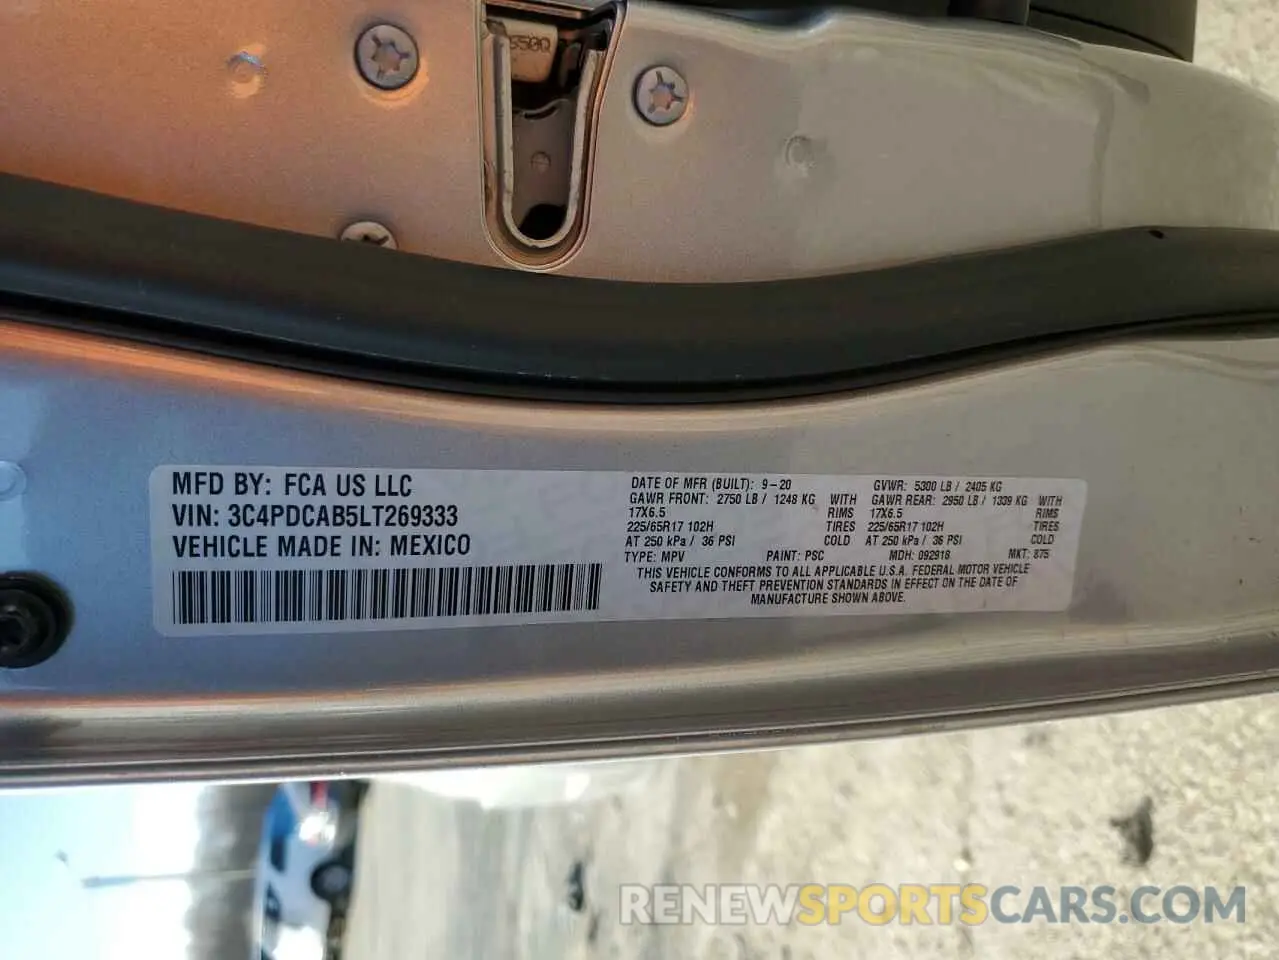 MFD BY: FCA US LLC
VIN: 3C4PDCAB5LT269333
VEHICLE MADE IN: MEXICO
DATE OF MFR (BUILT): 9-20 GVWR: 5300 LB / 2405 KG
GAWR FRONT: 2750 LB / 1248 KG WITH GAWR REAR: 2950 LB / 1339 KG WITH
17X6.5 RIMS 17X6.5 RIMS
225/65R17 102H TIRES 225/65R17 102H TIRES
AT 250 kPa / 36 PSI COLD AT 250 kPa / 36 PSI COLD
TYPE: MPV PAINT: PSC MDH: 092918 MKT: 875
THIS VEHICLE CONFORMS TO ALL APPLICABLE U.S.A. FEDERAL MOTOR VEHICLE
SAFETY AND THEFT PREVENTION STANDARDS IN EFFECT ON THE DATE OF
MANUFACTURE SHOWN ABOVE.
RENEWSPORTSCARS.COM